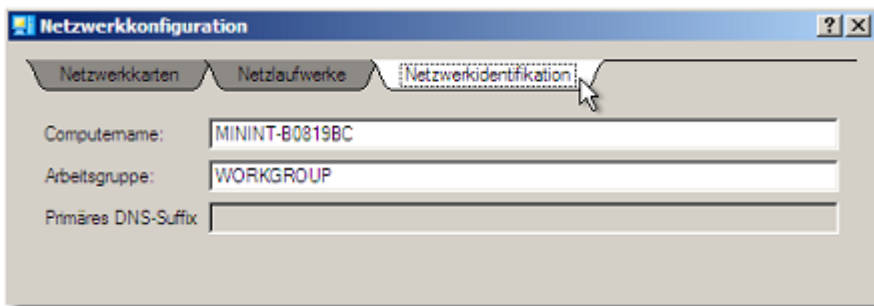 Netzwerkkonfiguration
Netzwerkkarten Netzlaufwerke Netzwerkidentifikation
Computername: MININT-B0819BC
Arbeitsgruppe: WORKGROUP
Primäres DNS-Suffix